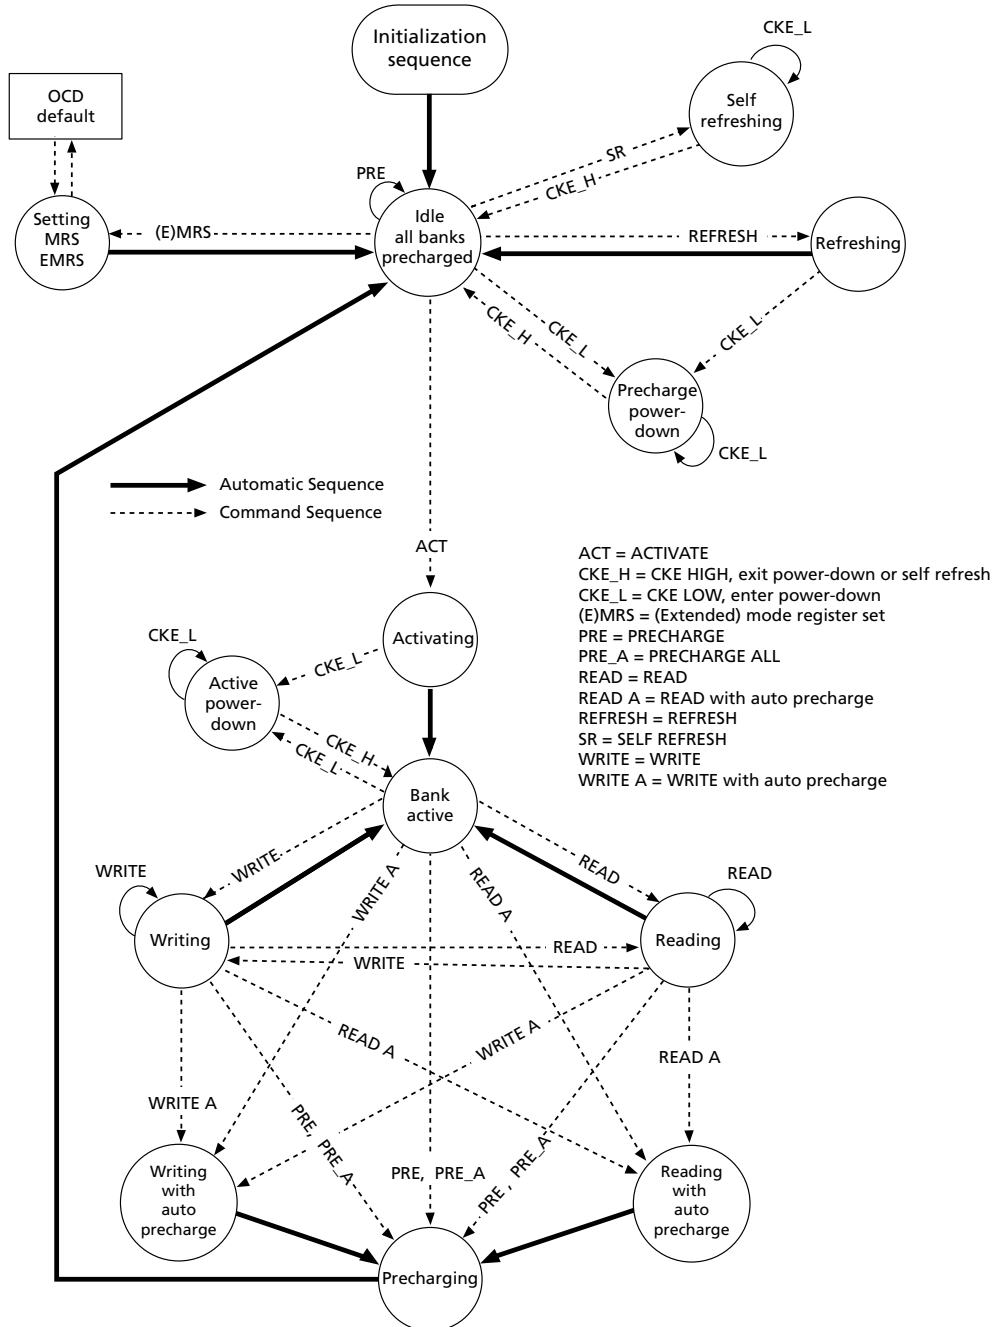 Initialization
sequence
CKE_L
OCD
default
Self
refreshing
SR
CKE_H
PRE
Setting
MRS
EMRS
(E)MRS
Idle
all banks
precharged
REFRESH
Refreshing
CKE_H
CKE_L
CKE_L
Precharge
power-
down
CKE_L
Automatic Sequence
Command Sequence
ACT
ACT = ACTIVATE
CKE_H = CKE HIGH, exit power-down or self refresh
CKE_L = CKE LOW, enter power-down
(E)MRS = (Extended) mode register set
PRE = PRECHARGE
PRE_A = PRECHARGE ALL
READ = READ
READ A = READ with auto precharge
REFRESH = REFRESH
SR = SELF REFRESH
WRITE = WRITE
WRITE A = WRITE with auto precharge
Activating
CKE_L
CKE_L
Active
power-
down
CKE_H
CKE_L
Bank
active
WRITE
WRITE
WRITE A
READ A
READ
READ
Writing
READ
WRITE
Reading
READ A
WRITE A
READ A
WRITE A
PRE, PRE_A
PRE, PRE_A
PRE , PRE_A
Writing
with
auto
precharge
Reading
with
auto
precharge
Precharging